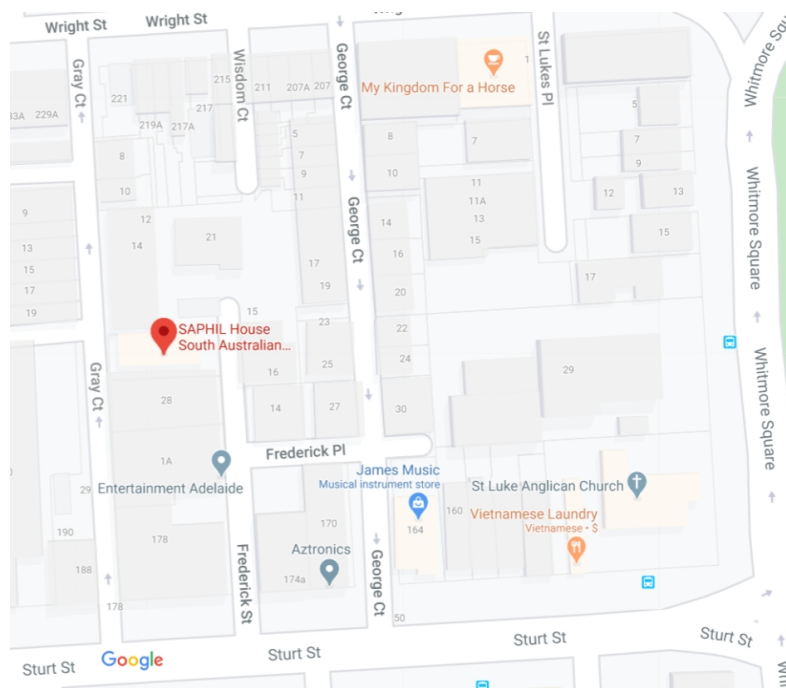 Wright St
Wright St
Gray Ct
Wisdom Ct
George Ct
St Lukes Pl
My Kingdom For a Horse
1
Whitmore Squ
215
211
207A
207
221
217
219A
217A
33A
229A
5
7
9
11
8
10
8
10
7
5
7
9
12
13
15
11
11A
13
15
Whitmore Square
9
13
15
17
19
12
14
21
George Ct
14
16
20
17
19
17
15
23
22
24
25
SAPHIL House
South Australian...
16
14
27
30
29
Gray Ct
28
1A
Whitmore Square
Frederick Pl
Entertainment Adelaide
James Music
Musical instrument store
164
160
St Luke Anglican Church
Vietnamese Laundry
Vietnamese • $
29
190
188
178
178
170
Aztronics
174a
Frederick St
George Ct
50
Sturt St
Google
Sturt St
Sturt St
Sturt St